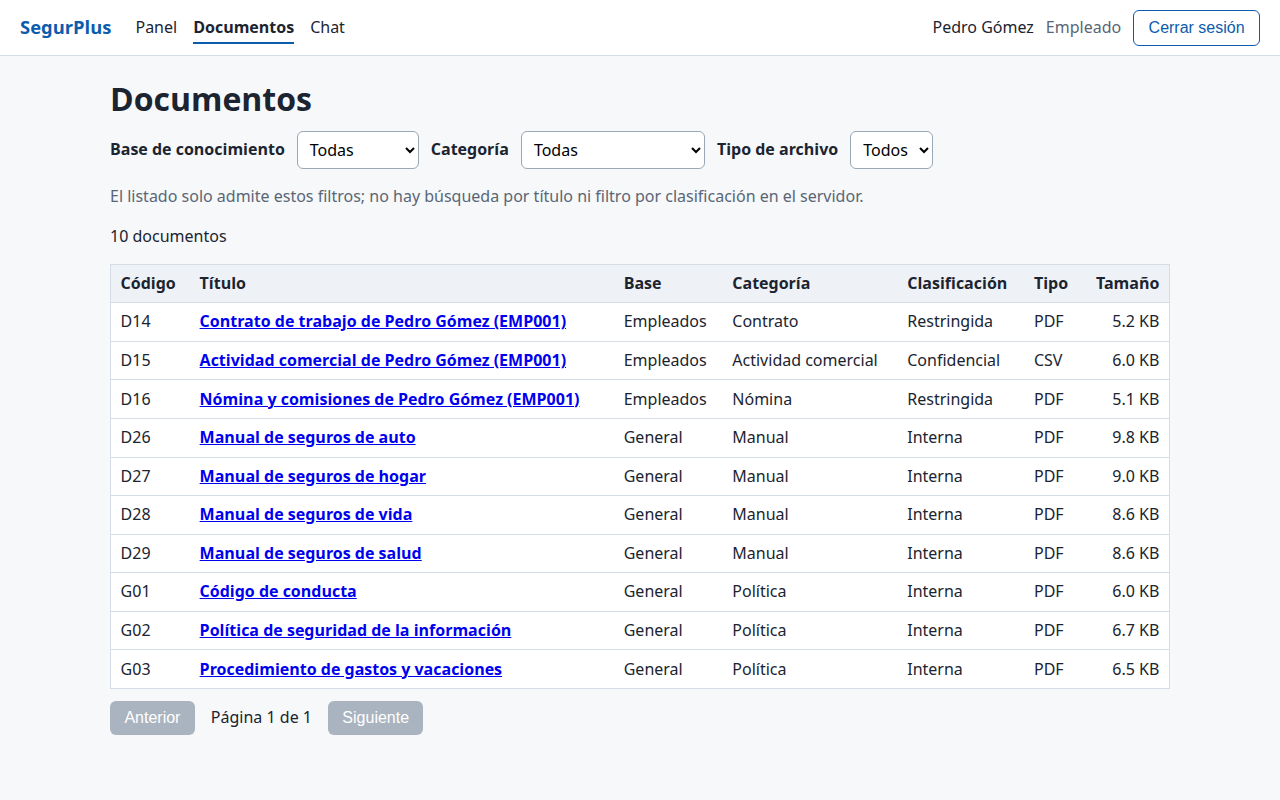 SegurPlus Panel Documentos Chat Pedro Gómez Empleado Cerrar sesión
Documentos
Base de conocimiento Todas Categoría Todas Tipo de archivo Todos
El listado solo admite estos filtros; no hay búsqueda por título ni filtro por clasificación en el servidor.
10 documentos
Código Título Base Categoría Clasificación Tipo Tamaño
D14 Contrato de trabajo de Pedro Gómez (EMP001) Empleados Contrato Restringida PDF 5.2 KB
D15 Actividad comercial de Pedro Gómez (EMP001) Empleados Actividad comercial Confidencial CSV 6.0 KB
D16 Nómina y comisiones de Pedro Gómez (EMP001) Empleados Nómina Restringida PDF 5.1 KB
D26 Manual de seguros de auto General Manual Interna PDF 9.8 KB
D27 Manual de seguros de hogar General Manual Interna PDF 9.0 KB
D28 Manual de seguros de vida General Manual Interna PDF 8.6 KB
D29 Manual de seguros de salud General Manual Interna PDF 8.6 KB
G01 Código de conducta General Política Interna PDF 6.0 KB
G02 Política de seguridad de la información General Política Interna PDF 6.7 KB
G03 Procedimiento de gastos y vacaciones General Política Interna PDF 6.5 KB
Anterior Página 1 de 1 Siguiente